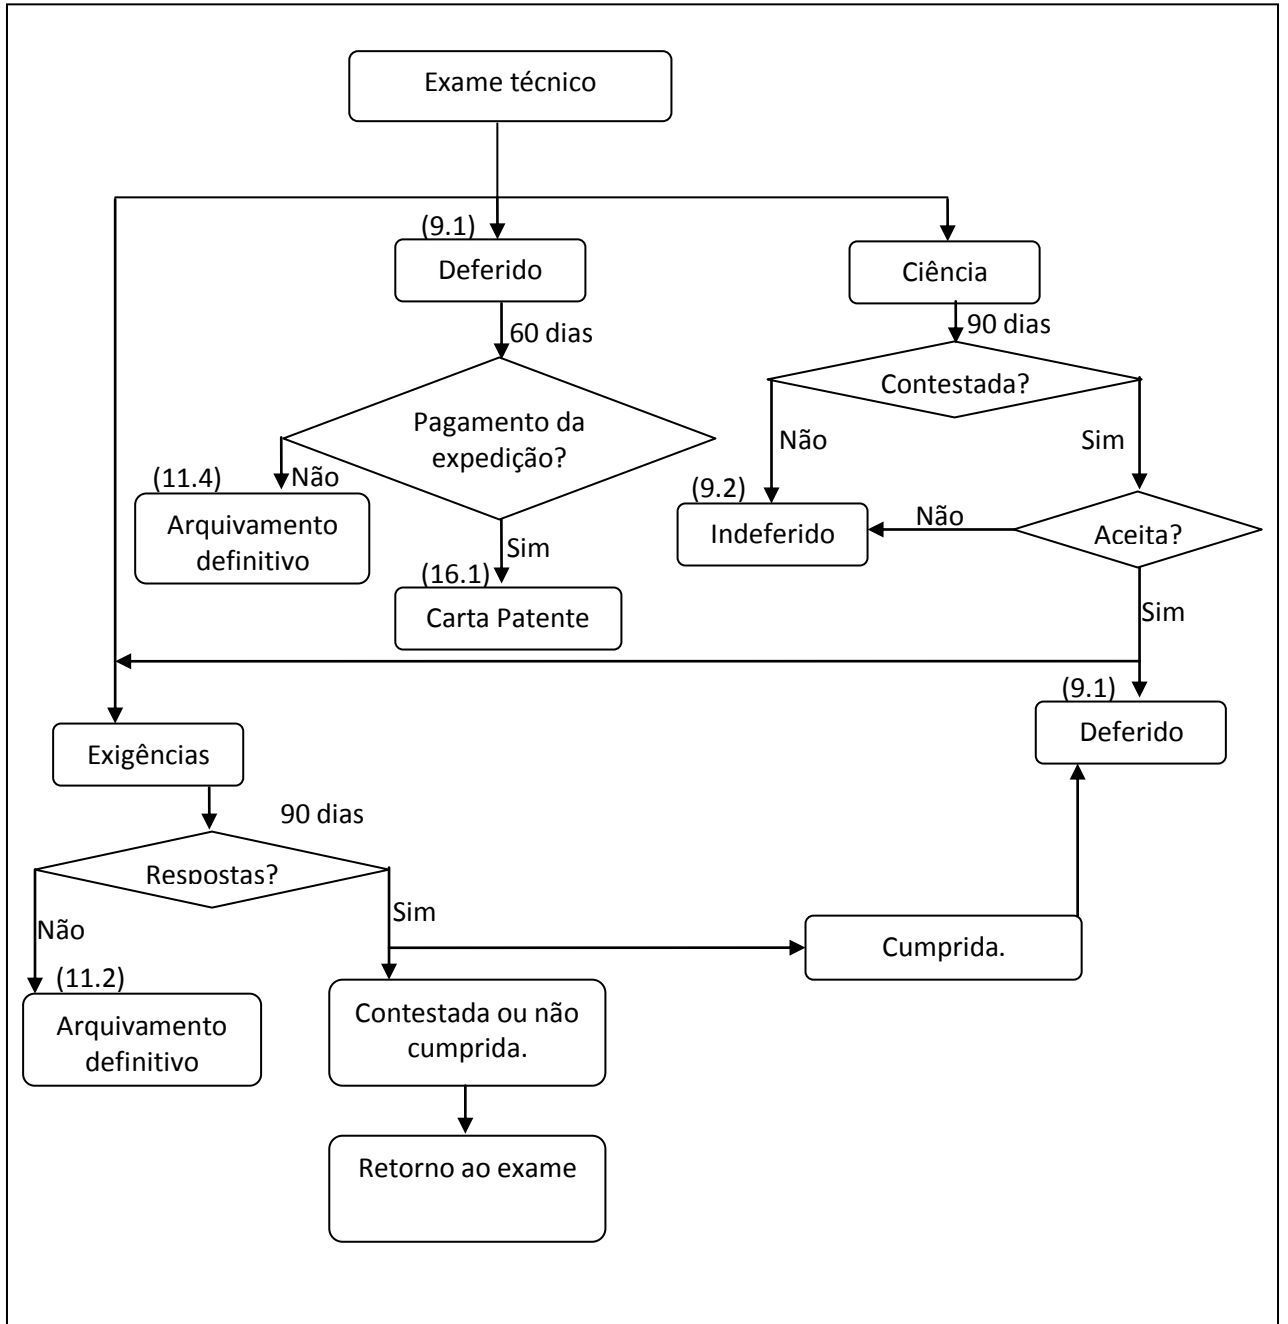 Exame técnico
(9.1)
Deferido
Ciência
60 dias
90 dias
Contestada?
Pagamento da
expedição?
Não
Sim
(11.4)
Não
(9.2)
Arquivamento
definitivo
Indeferido
Não
Aceita?
Sim
(16.1)
Carta Patente
Sim
(9.1)
Deferido
Exigências
90 dias
Respostas?
Não
Sim
Cumprida.
(11.2)
Arquivamento
definitivo
Contestada ou não
cumprida.
Retorno ao exame